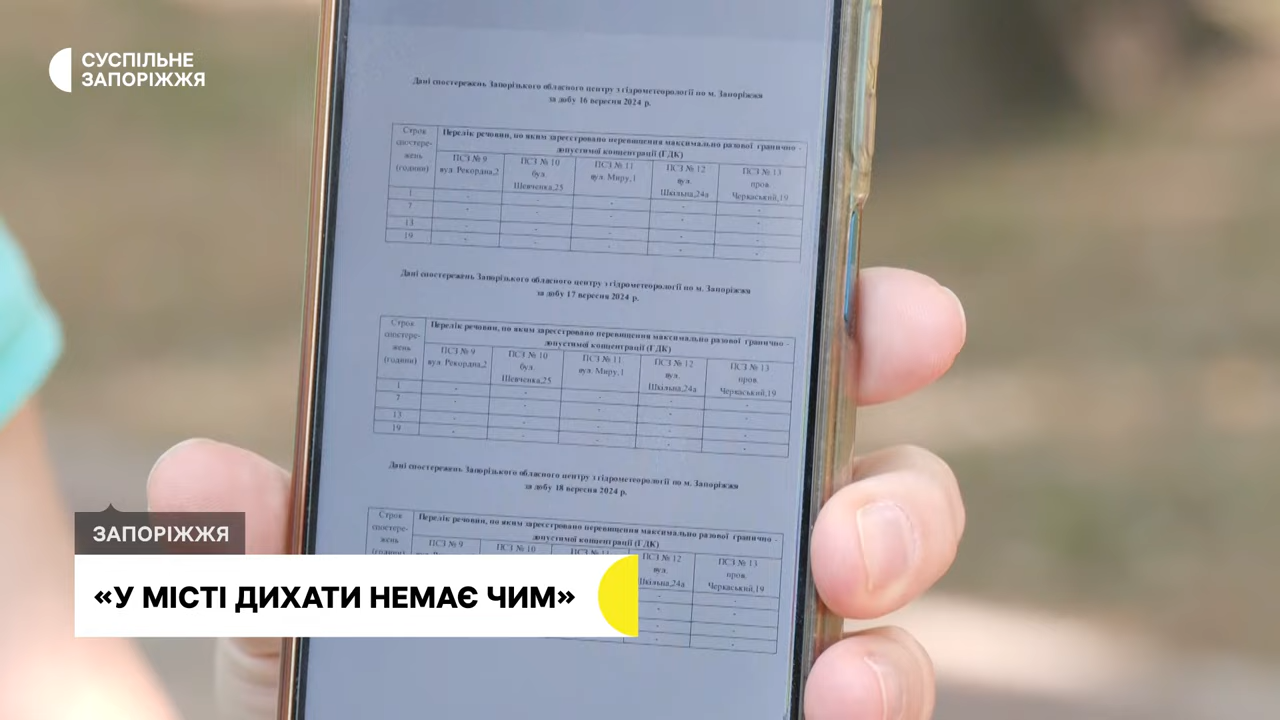 СУСПІЛЬНЕ
ЗАПОРІЖЖЯ
Дані спостережень Запорізького обласного центру з гідрометеорології по м. Запоріжжя
за добу 16 вересня 2024 р.
Строк спостере- жень (години)
Перелік речовин, по яким зареєстровано перевищення максимально разової гранично -
допустимої концентрації (ГДК)
ПСЗ № 9 вул. Рекордна,2
ПСЗ № 10 бул. Шевченка,25
ПСЗ № 11 вул. Миру,1
ПСЗ № 12 вул. Шкільна,24а
ПСЗ № 13 пров. Черкаський,19
1 - - - - -
7 - - - - -
13 - - - - -
19 - - - - -
Дані спостережень Запорізького обласного центру з гідрометеорології по м. Запоріжжя
за добу 17 вересня 2024 р.
Строк спостере- жень (години)
Перелік речовин, по яким зареєстровано перевищення максимально разової гранично -
допустимої концентрації (ГДК)
ПСЗ № 9 вул. Рекордна,2
ПСЗ № 10 бул. Шевченка,25
ПСЗ № 11 вул. Миру,1
ПСЗ № 12 вул. Шкільна,24а
ПСЗ № 13 пров. Черкаський,19
1 - - - - -
7 - - - - -
13 - - - - -
19 - - - - -
Дані спостережень Запорізького обласного центру з гідрометеорології по м. Запоріжжя
за добу 18 вересня 2024 р.
Строк спостере- жень (години)
Перелік речовин, по яким зареєстровано перевищення максимально разової гранично -
допустимої концентрації (ГДК)
ПСЗ № 9
ПСЗ № 10
ПСЗ № 12 вул. Шкільна,24а
ПСЗ № 13 пров. Черкаський,19
ЗАПОРІЖЖЯ
«У МІСТІ ДИХАТИ НЕМАЄ ЧИМ»